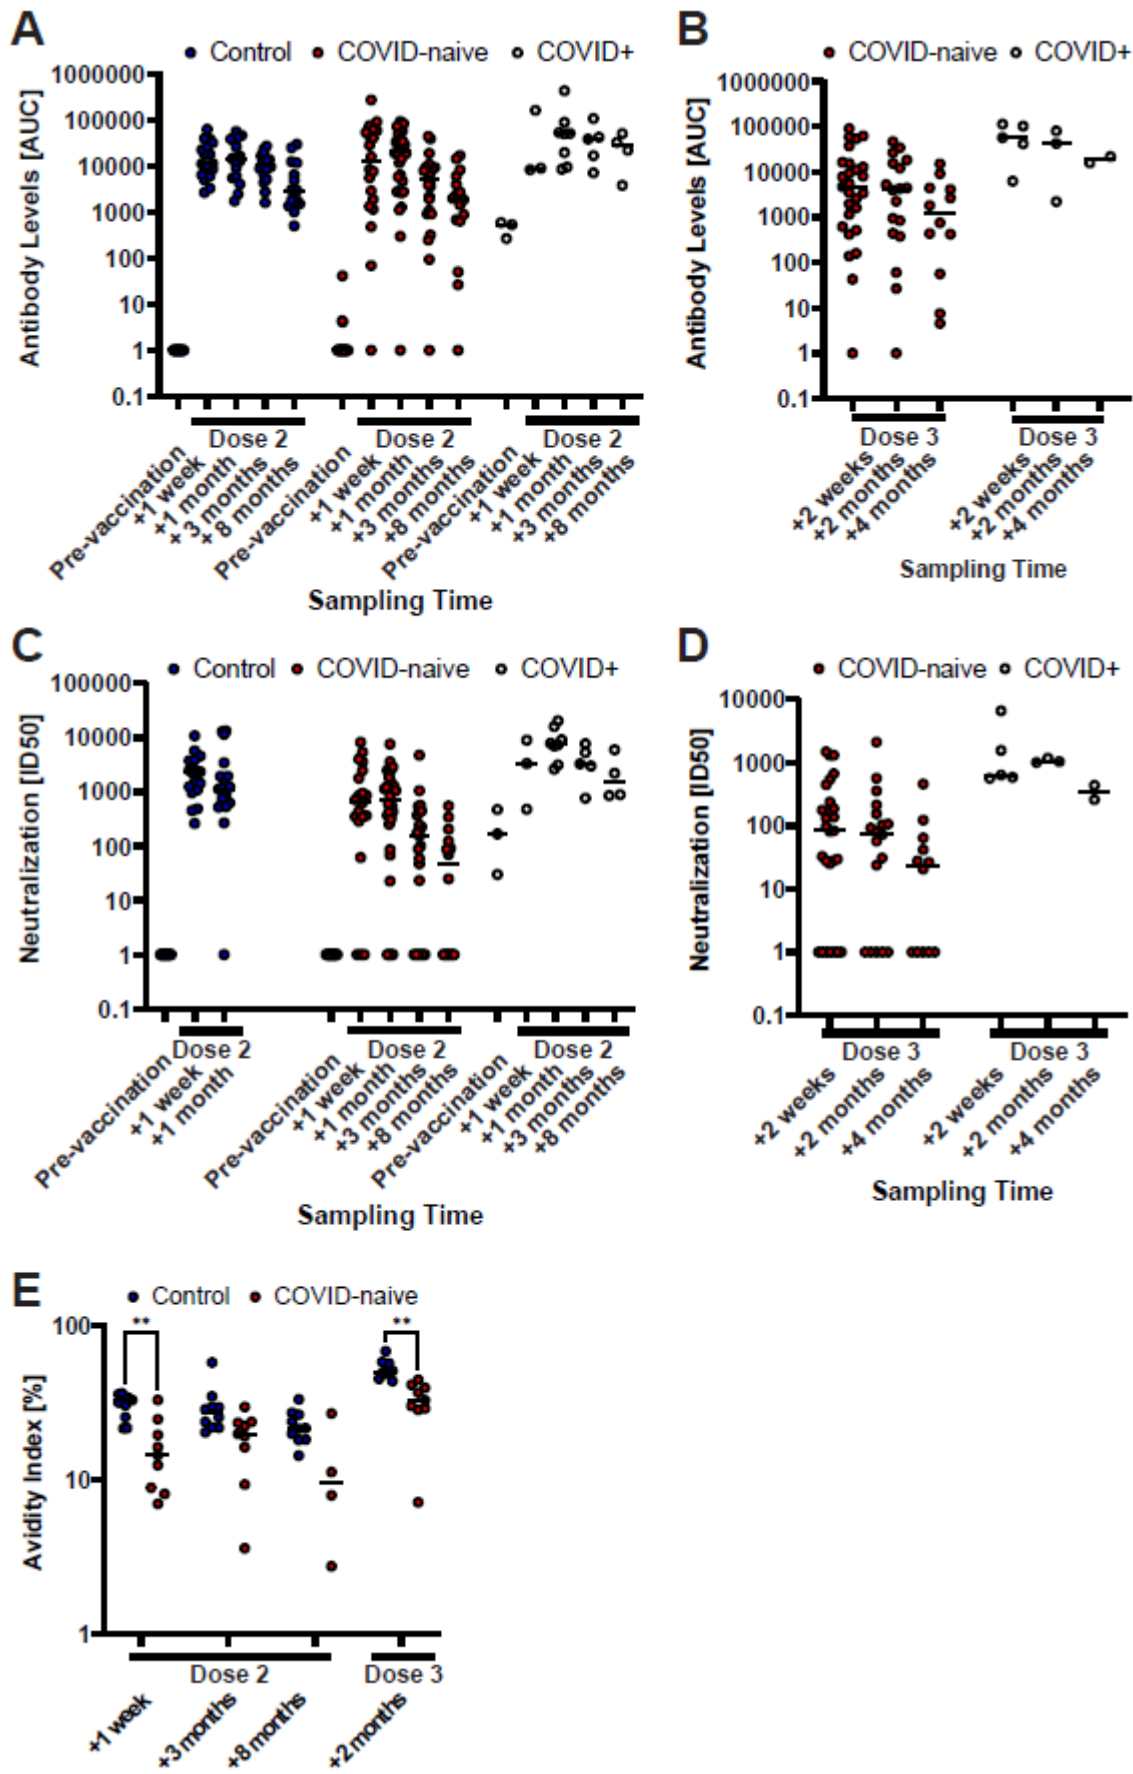 A
Control COVID-naive COVID+
Antibody Levels [AUC]
1000000
100000
10000
1000
100
10
1
0.1
Dose 2 Dose 2 Dose 2
Pre-vaccination
+1 week
+1 month
+3 months
+8 months
Pre-vaccination
+1 week
+1 month
+3 months
+8 months
Pre-vaccination
+1 week
+1 month
+3 months
+8 months
Sampling Time
B
COVID-naive COVID+
Antibody Levels [AUC]
1000000
100000
10000
1000
100
10
1
0.1
Dose 3 Dose 3
+2 weeks
+2 months
+4 months
+2 weeks
+2 months
+4 months
Sampling Time
C
Control COVID-naive COVID+
Neutralization [ID50]
100000
10000
1000
100
10
1
0.1
Dose 2 Dose 2 Dose 2
Pre-vaccination
+1 week
+1 month
Pre-vaccination
+1 week
+1 month
+3 months
+8 months
Pre-vaccination
+1 week
+1 month
+3 months
+8 months
Sampling Time
D
COVID-naive COVID+
Neutralization [ID50]
10000
1000
100
10
1
0.1
Dose 3 Dose 3
+2 weeks
+2 months
+4 months
+2 weeks
+2 months
+4 months
Sampling Time
E
Control COVID-naive
Avidity Index [%]
100
10
1
** **
Dose 2 Dose 3
+1 week
+3 months
+8 months
+2 months